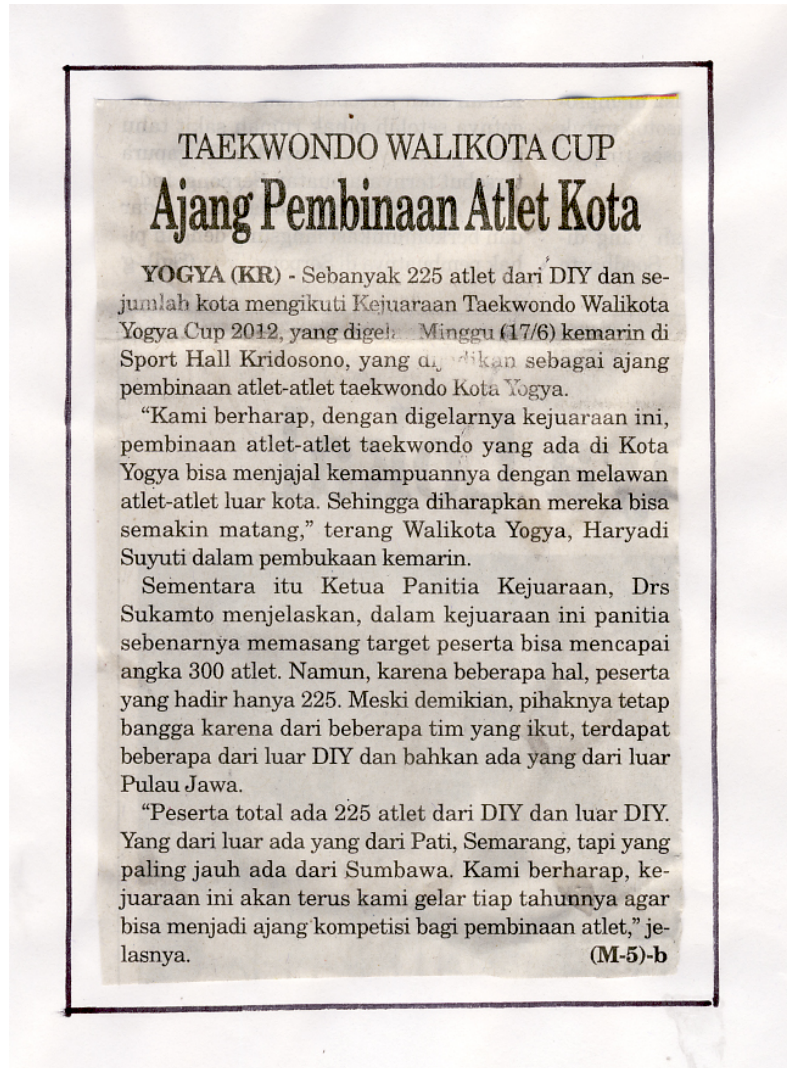 TAEKWONDO WALIKOTA CUP
Ajang Pembinaan Atlet Kota
YOGYA (KR) - Sebanyak 225 atlet dari DIY dan se-
jumlah kota mengikuti Kejuaraan Taekwondo Walikota
Yogya Cup 2012, yang Minggu (17/6) kemarin di
Sport Hall Kridosono, yang sebagai ajang
pembinaan atlet-atlet taekwondo Kota Yogya.
“Kami berharap, dengan digelarnya kejuaraan ini,
pembinaan atlet-atlet taekwondo yang ada di Kota
Yogya bisa menjajal kemampuannya dengan melawan
atlet-atlet luar kota. Sehingga diharapkan mereka bisa
semakin matang,” terang Walikota Yogya, Haryadi
Suyuti dalam pembukaan kemarin.
Sementara itu Ketua Panitia Kejuaraan, Drs
Sukamto menjelaskan, dalam kejuaraan ini panitia
sebenarnya memasang target peserta bisa mencapai
angka 300 atlet. Namun, karena beberapa hal, peserta
yang hadir hanya 225. Meski demikian, pihaknya tetap
bangga karena dari beberapa tim yang ikut, terdapat
beberapa dari luar DIY dan bahkan ada yang dari luar
Pulau Jawa.
“Peserta total ada 225 atlet dari DIY dan luar DIY.
Yang dari luar ada yang dari Pati, Semarang, tapi yang
paling jauh ada dari Sumbawa. Kami berharap, ke-
juaraan ini akan terus kami gelar tiap tahunnya agar
bisa menjadi ajang kompetisi bagi pembinaan atlet,” je-
lasnya. (M-5)-b